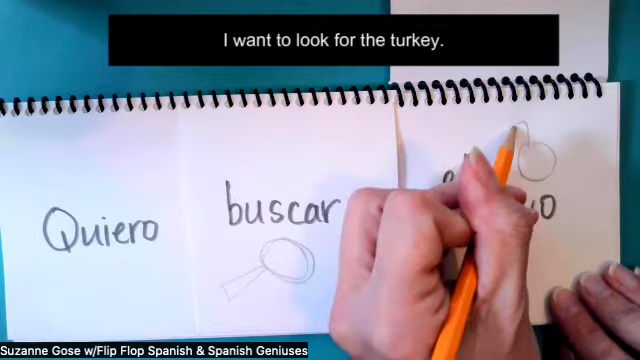 I want to look for the turkey.
Quiero
buscar
Suzanne Gose w/Flip Flop Spanish & Spanish Geniuses